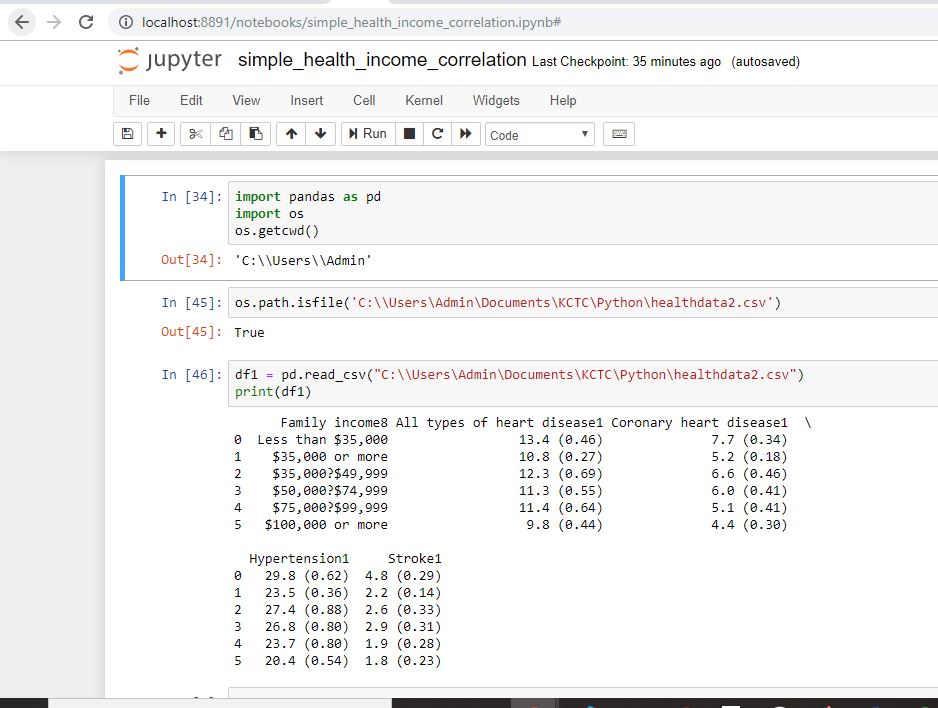 localhost:8891/notebooks/simple_health_income_correlation.ipynb#
jupyter simple_health_income_correlation Last Checkpoint: 35 minutes ago (autosaved)
File Edit View Insert Cell Kernel Widgets Help
Run Code
In [34]: import pandas as pd
import os
os.getcwd()
Out[34]: 'C:\\Users\\Admin'
In [45]: os.path.isfile('C:\\Users\Admin\Documents\KCTC\Python\healthdata2.csv')
Out[45]: True
In [46]: df1 = pd.read_csv("C:\\Users\Admin\Documents\KCTC\Python\healthdata2.csv")
print(df1)
Family income8 All types of heart disease1 Coronary heart disease1 \
0 Less than $35,000 13.4 (0.46) 7.7 (0.34)
1 $35,000 or more 10.8 (0.27) 5.2 (0.18)
2 $35,000?$49,999 12.3 (0.69) 6.6 (0.46)
3 $50,000?$74,999 11.3 (0.55) 6.0 (0.41)
4 $75,000?$99,999 11.4 (0.64) 5.1 (0.41)
5 $100,000 or more 9.8 (0.44) 4.4 (0.30)
Hypertension1 Stroke1
0 29.8 (0.62) 4.8 (0.29)
1 23.5 (0.36) 2.2 (0.14)
2 27.4 (0.88) 2.6 (0.33)
3 26.8 (0.80) 2.9 (0.31)
4 23.7 (0.80) 1.9 (0.28)
5 20.4 (0.54) 1.8 (0.23)